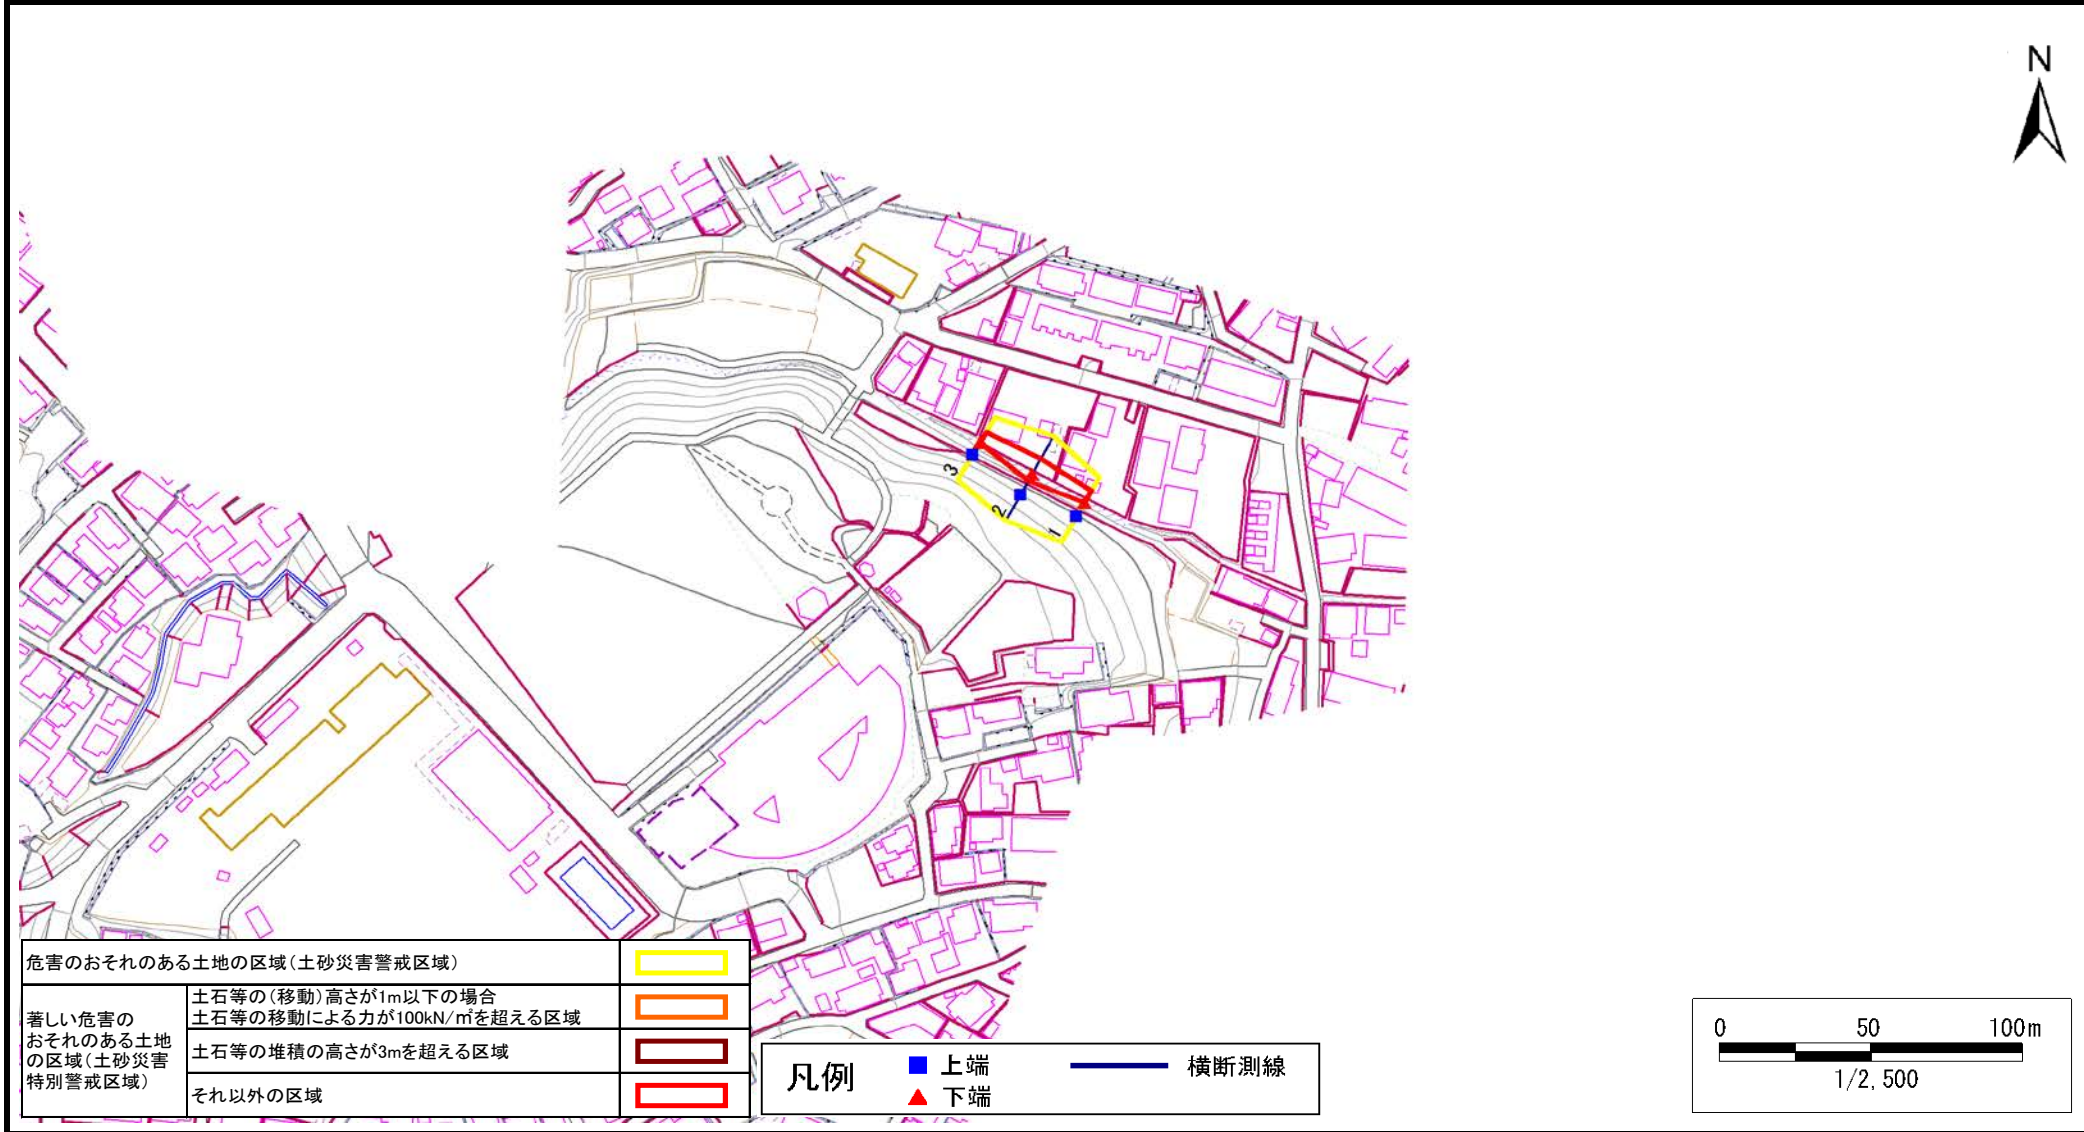 N
3
2
1
危害のおそれのある土地の区域(土砂災害警戒区域)
著しい危害の
おそれのある土地
の区域(土砂災害
特別警戒区域)
土石等の(移動)高さが1m以下の場合
土石等の移動による力が100kN/㎡を超える区域
土石等の堆積の高さが3mを超える区域
それ以外の区域
凡例
上端
下端
横断測線
0 50 100m
1/2,500